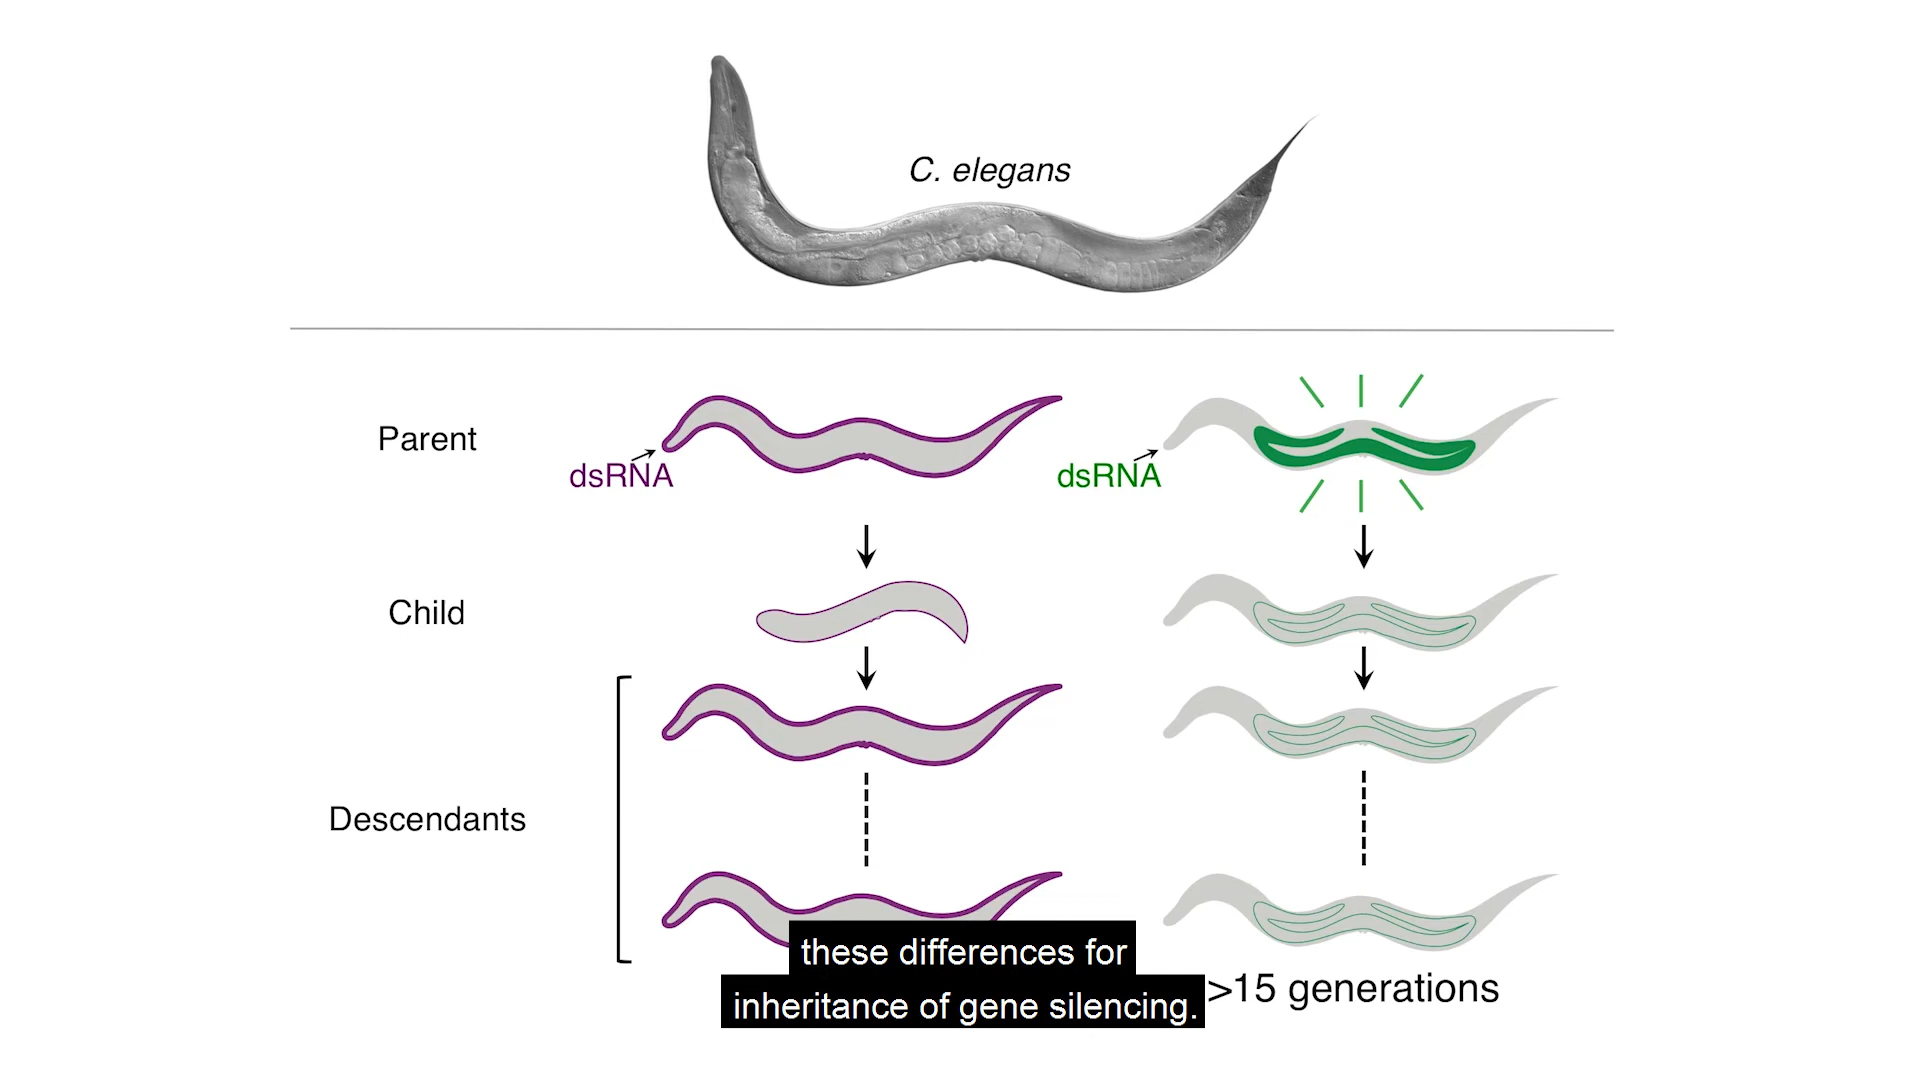 C. elegans
Parent
dsRNA
dsRNA
Child
Descendants
these differences for
inheritance of gene silencing.
>15 generations